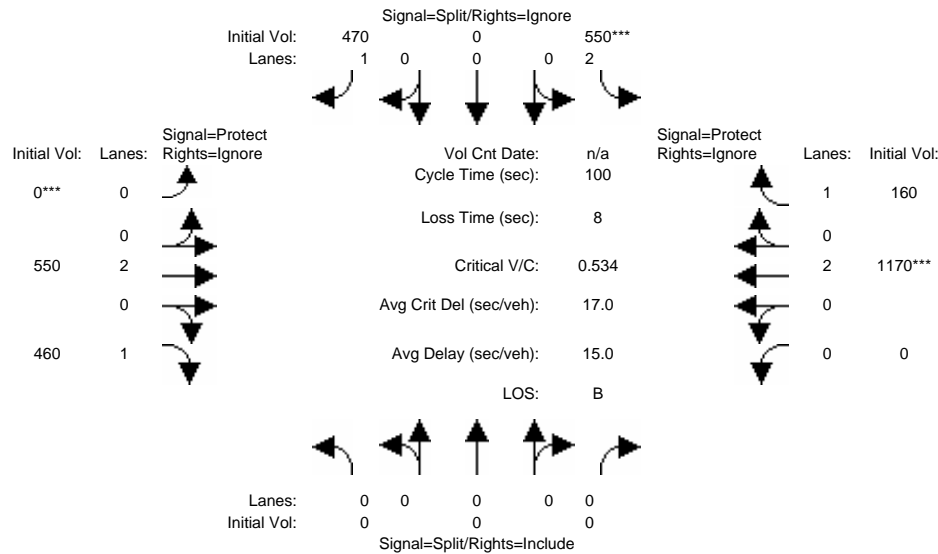 Signal=Split/Rights=Ignore
Initial Vol: 470 0 550***
Lanes: 1 0 0 0 2
Signal=Protect Signal=Protect
Initial Vol: Lanes: Rights=Ignore Vol Cnt Date: n/a Rights=Ignore Lanes: Initial Vol:
Cycle Time (sec): 100
0*** 0 1 160
Loss Time (sec): 8
0 0
550 2 Critical V/C: 0.534 2 1170***
0 Avg Crit Del (sec/veh): 17.0 0
460 1 Avg Delay (sec/veh): 15.0 0 0
LOS: B
Lanes: 0 0 0 0 0
Initial Vol: 0 0 0
Signal=Split/Rights=Include